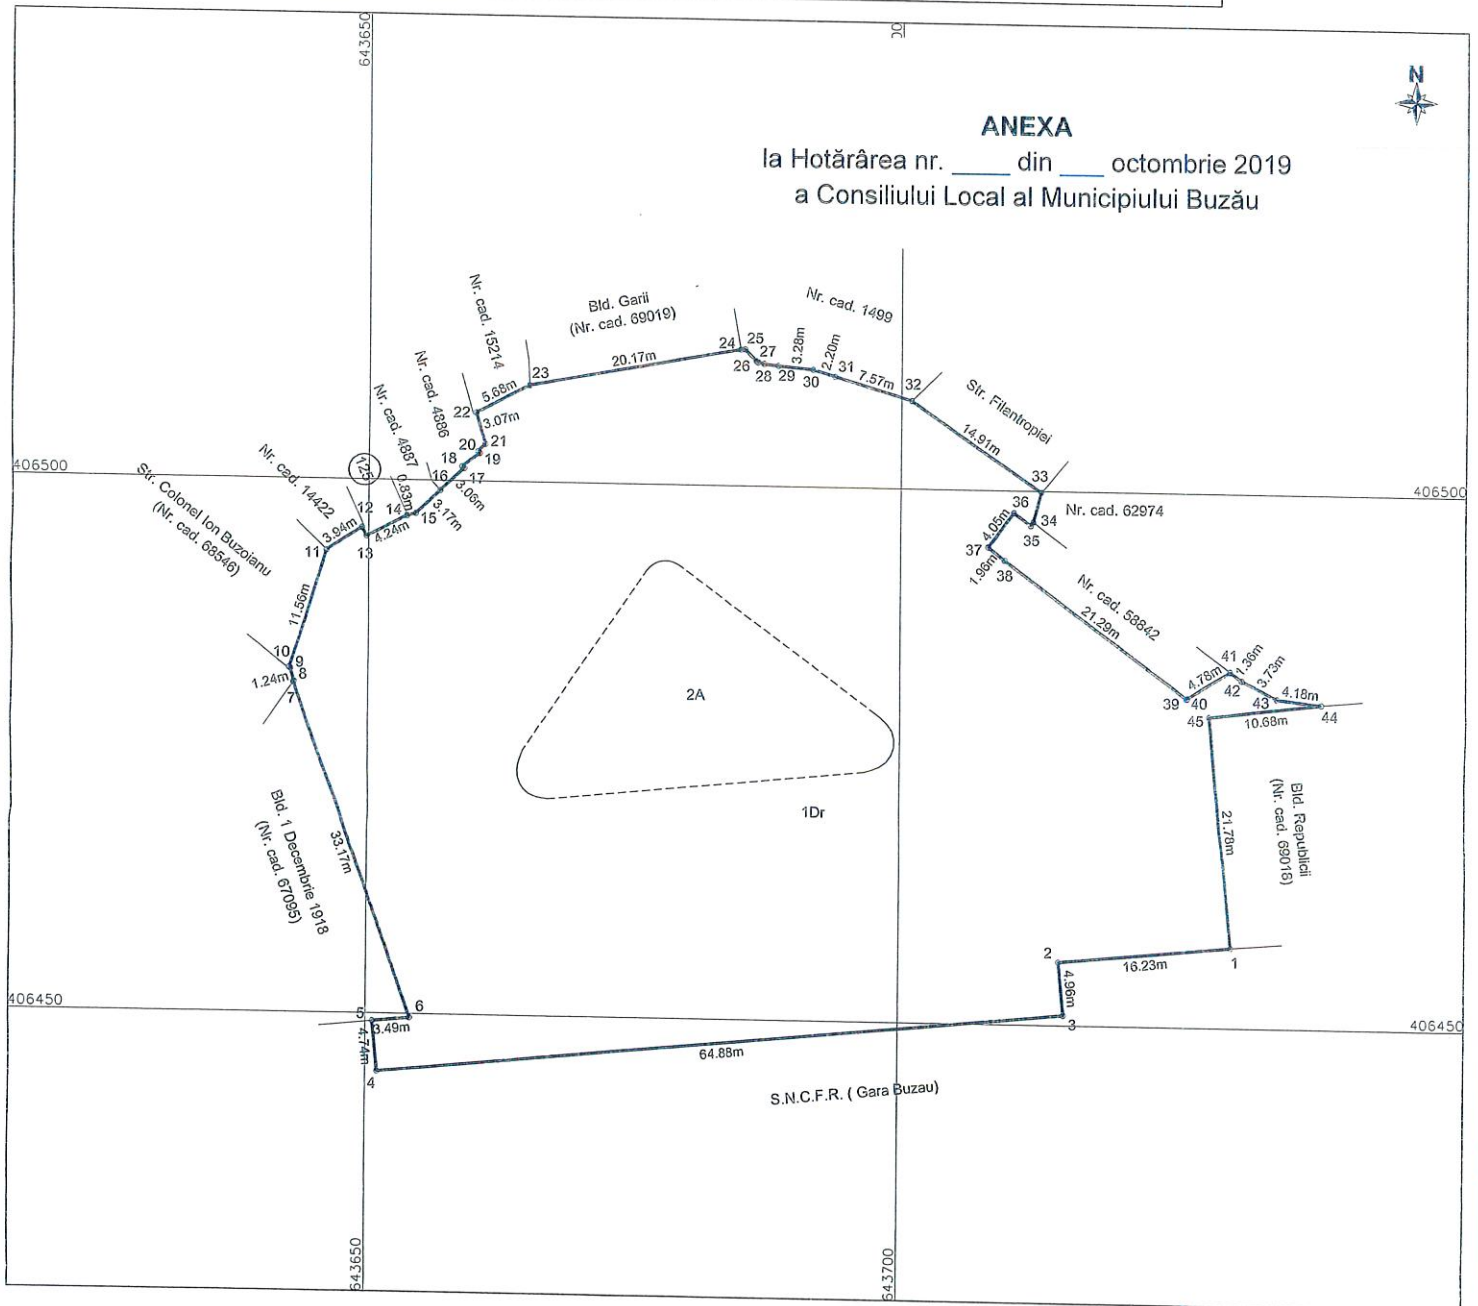 643650
00
N
ANEXA
la Hotărârea nr. ____ din ___ octombrie 2019
a Consiliului Local al Municipiului Buzău
Nr. cad. 15214
Bld. Garii
(Nr. cad. 69019)
Nr. cad. 1499
24
25
26
27
28
29
3.28m
30
2.20m
31
7.57m
32
Str. Filantropiei
14.91m
23
20.17m
5.68m
22
3.07m
Nr. cad. 4886
Nr. cad. 4887
20
21
18
19
17
16
3.06m
33
406500
406500
125
Nr. cad. 14422
Str. Colonel Ion Buzoianu
(Nr. cad. 68546)
12
0.83m
14
15
3.17m
3.94m
4.24m
11
13
36
34
35
Nr. cad. 62974
4.05m
37
1.96m
38
Nr. cad. 58842
21.29m
11.56m
10
9
8
1.24m
7
41
1.36m
3.73m
4.78m
42
43
4.18m
39
40
45
10.68m
44
2A
1Dr
Bld. Republicii
(Nr. cad. 69018)
21.78m
Bld. 1 Decembrie 1918
(Nr. cad. 67095)
33.17m
2
16.23m
1
4.96m
3
406450
406450
5
6
3.49m
4.74m
4
64.88m
S.N.C.F.R. ( Gara Buzau)
643650
643700